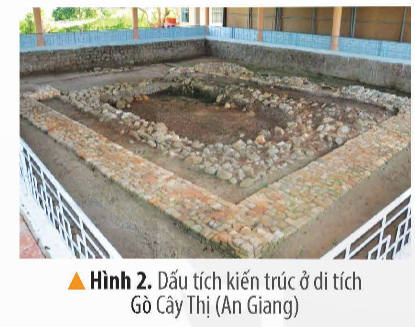 ▲ Hình 2. Dấu tích kiến trúc ở di tích
Gò Cây Thị (An Giang)